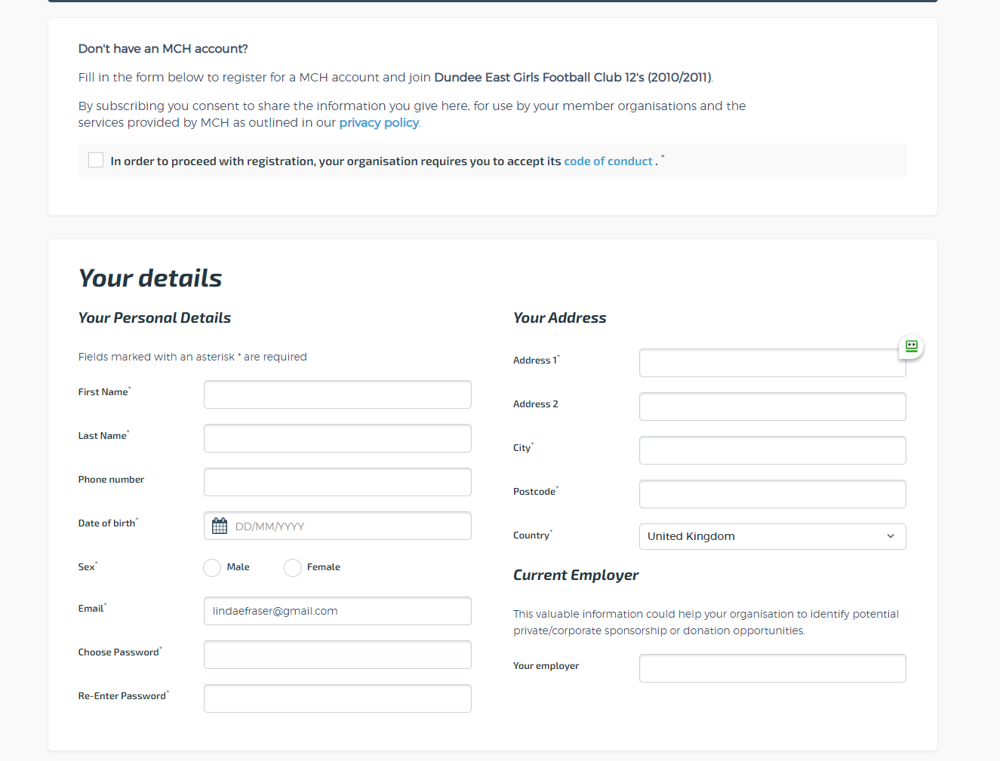 Don't have an MCH account?
Fill in the form below to register for a MCH account and join Dundee East Girls Football Club 12's (2010/2011).
By subscribing you consent to share the information you give here, for use by your member organisations and the
services provided by MCH as outlined in our privacy policy.
In order to proceed with registration, your organisation requires you to accept its code of conduct . *
Your details
Your Personal Details
Fields marked with an asterisk * are required
First Name*
Last Name*
Phone number
Date of birth*
DD/MM/YYYY
Sex*
Male
Female
Email*
lindaefraser@gmail.com
Choose Password*
Re-Enter Password*
Your Address
Address 1*
Address 2
City*
Postcode*
Country*
United Kingdom
Current Employer
This valuable information could help your organisation to identify potential
private/corporate sponsorship or donation opportunities.
Your employer